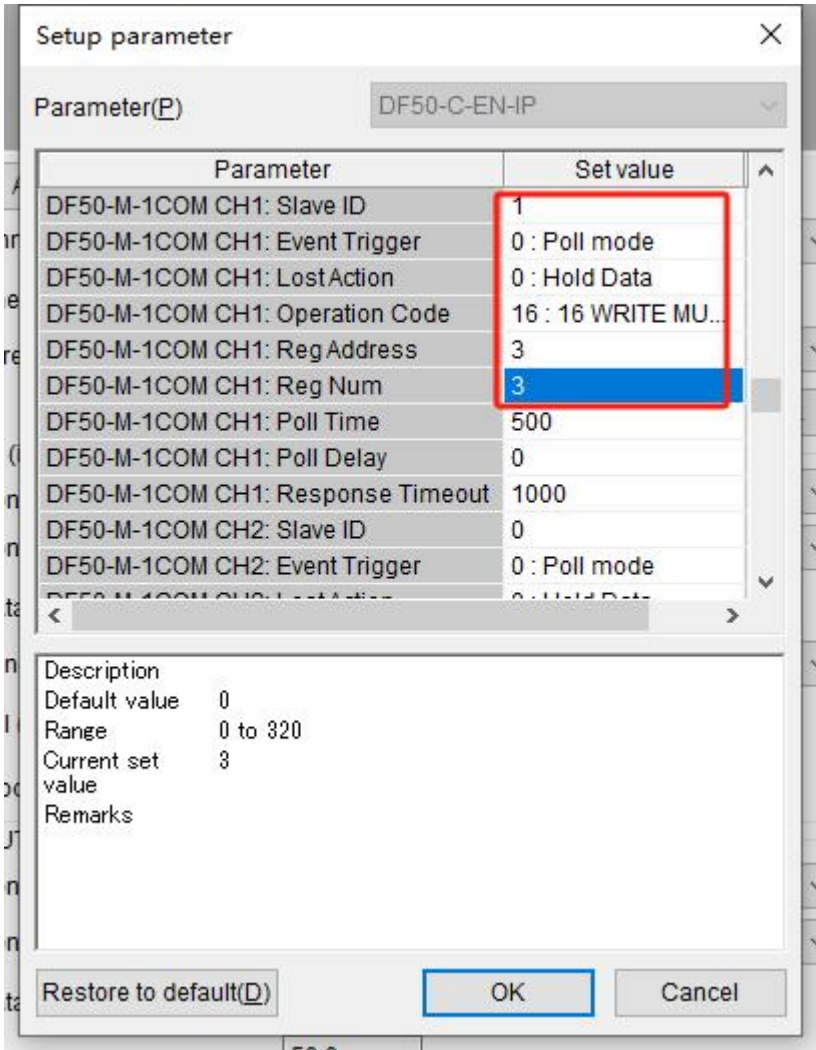 Setup parameter
Parameter(P) DF50-C-EN-IP
Parameter Set value
DF50-M-1COM CH1: Slave ID 1
DF50-M-1COM CH1: Event Trigger 0 : Poll mode
DF50-M-1COM CH1: Lost Action 0 : Hold Data
DF50-M-1COM CH1: Operation Code 16 : 16 WRITE MU...
DF50-M-1COM CH1: Reg Address 3
DF50-M-1COM CH1: Reg Num 3
DF50-M-1COM CH1: Poll Time 500
DF50-M-1COM CH1: Poll Delay 0
DF50-M-1COM CH1: Response Timeout 1000
DF50-M-1COM CH2: Slave ID 0
DF50-M-1COM CH2: Event Trigger 0 : Poll mode
Description
Default value 0
Range 0 to 320
Current set value 3
Remarks
Restore to default(D) OK Cancel